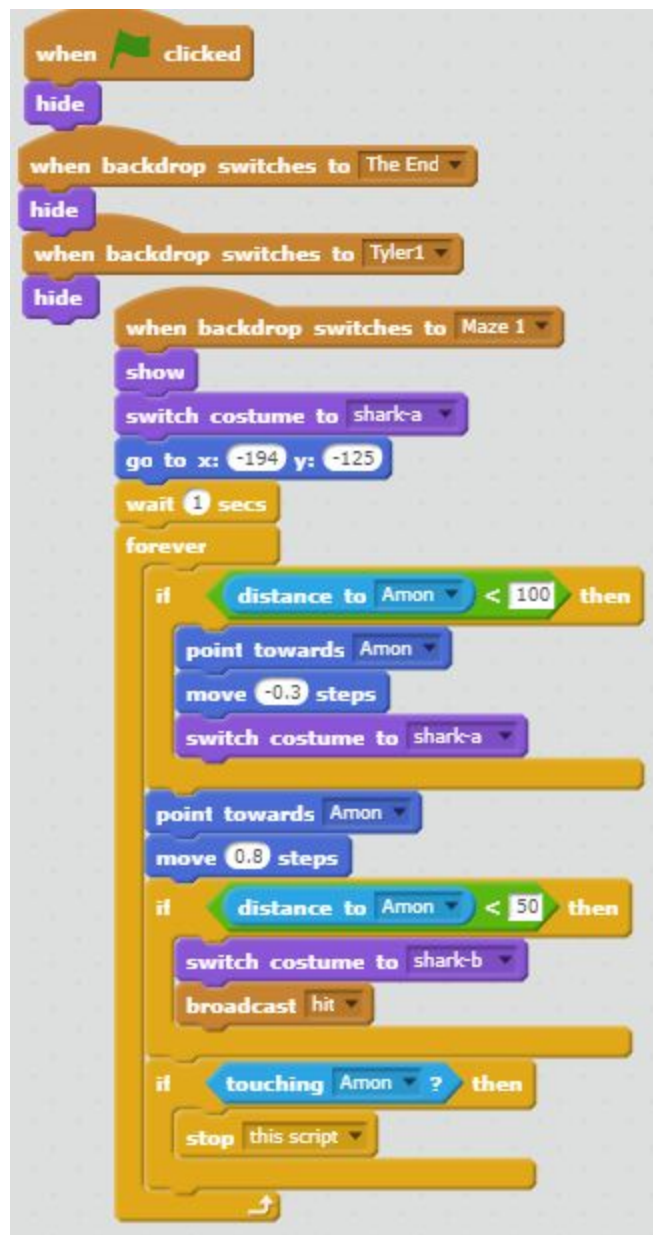 when clicked
hide
when backdrop switches to The End
hide
when backdrop switches to Tyler1
hide
when backdrop switches to Maze 1
show
switch costume to shark-a
go to x: -194 y: -125
wait 1 secs
forever
if distance to Amon < 100 then
point towards Amon
move -0.3 steps
switch costume to shark-a
point towards Amon
move 0.8 steps
if distance to Amon < 50 then
switch costume to shark-b
broadcast hit
if touching Amon ? then
stop this script